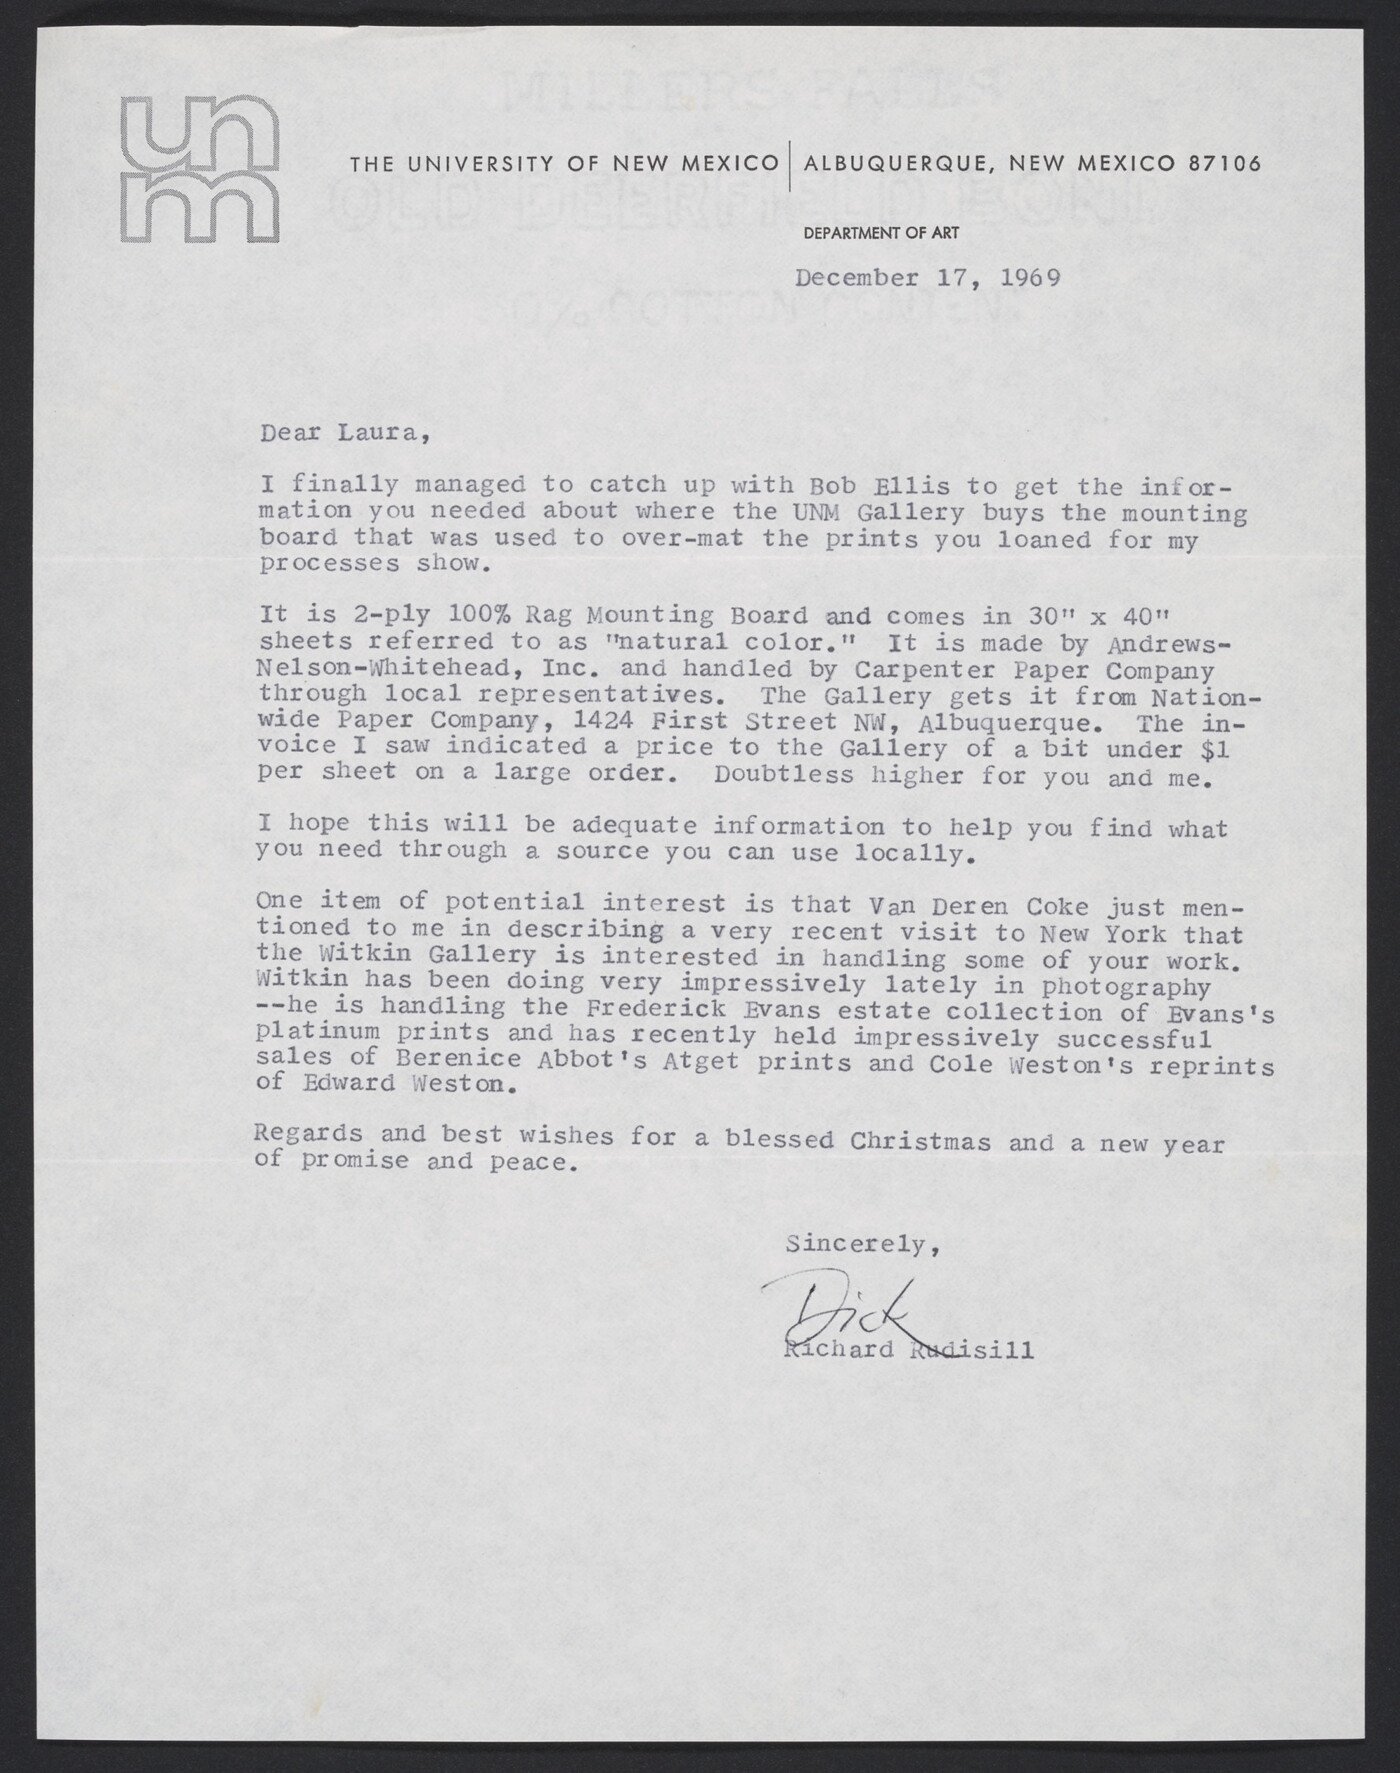 un
m
THE UNIVERSITY OF NEW MEXICO | ALBUQUERQUE, NEW MEXICO 87106
DEPARTMENT OF ART
December 17, 1969
MILLERS FALLS
OLD DEERFIELD BOND
COTTON CONTENT
Dear Laura,
I finally managed to catch up with Bob Ellis to get the infor-
mation you needed about where the UNM Gallery buys the mounting
board that was used to over-mat the prints you loaned for my
processes show.
It is 2-ply 100% Rag Mounting Board and comes in 30" x 40"
sheets referred to as "natural color." It is made by Andrews-
Nelson-Whitehead, Inc. and handled by Carpenter Paper Company
through local representatives. The Gallery gets it from Nation-
wide Paper Company, 1424 First Street NW, Albuquerque. The in-
voice I saw indicated a price to the Gallery of a bit under $1
per sheet on a large order. Doubtless higher for you and me.
I hope this will be adequate information to help you find what
you need through a source you can use locally.
One item of potential interest is that Van Deren Coke just men-
tioned to me in describing a very recent visit to New York that
the Witkin Gallery is interested in handling some of your work.
Witkin has been doing very impressively lately in photography
--he is handling the Frederick Evans estate collection of Evans's
platinum prints and has recently held impressively successful
sales of Berenice Abbot's Atget prints and Cole Weston's reprints
of Edward Weston.
Regards and best wishes for a blessed Christmas and a new year
of promise and peace.
Sincerely,
Dick
Richard Rudisill